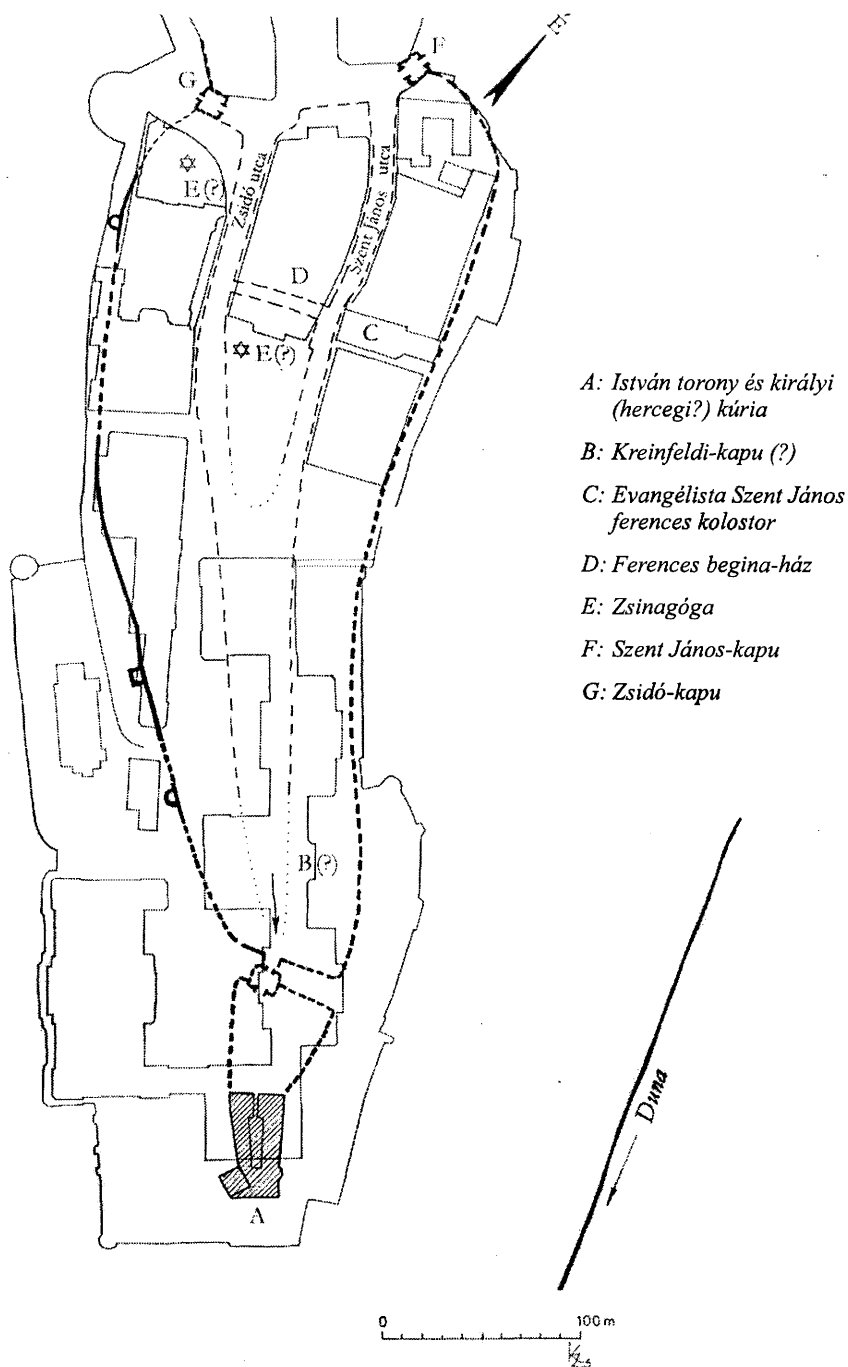 F
É
G
E(?)
Zsidó utca
Szent János utca
D
C
E(?)
A: István torony és királyi
(hercegi?) kúria
B: Kreinfeldi-kapu (?)
C: Evangélista Szent János
ferences kolostor
D: Ferences begina-ház
E: Zsinagóga
F: Szent János-kapu
G: Zsidó-kapu
B(?)
Duna
A
0 100 m